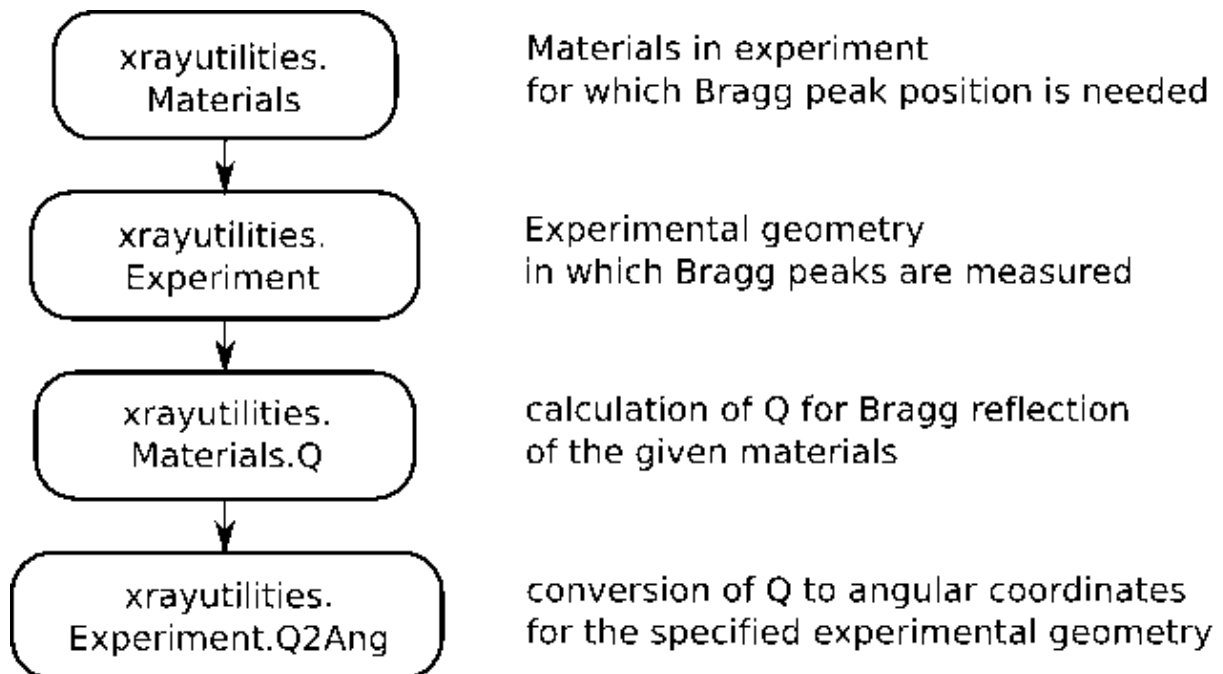 xrayutilities.
Materials
Materials in experiment
for which Bragg peak position is needed
xrayutilities.
Experiment
Experimental geometry
in which Bragg peaks are measured
xrayutilities.
Materials.Q
calculation of Q for Bragg reflection
of the given materials
xrayutilities.
Experiment.Q2Ang
conversion of Q to angular coordinates
for the specified experimental geometry